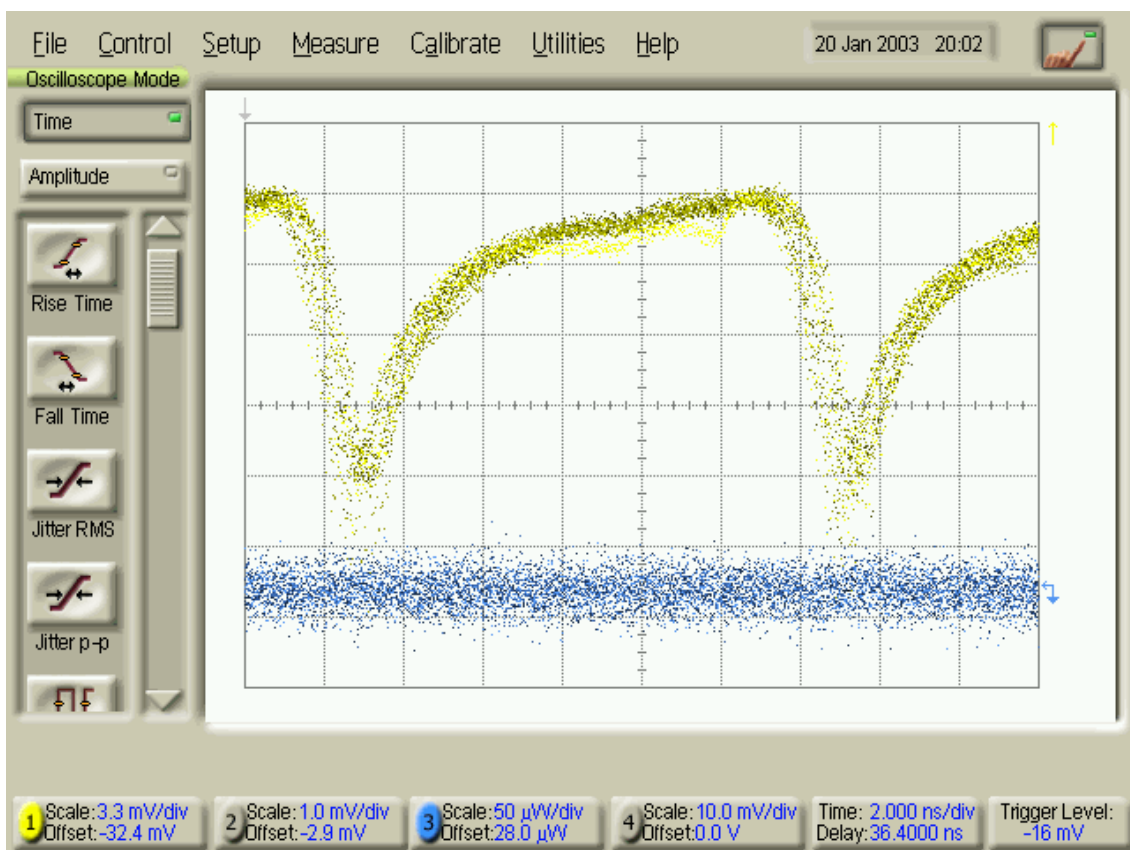 File Control Setup Measure Calibrate Utilities Help 20 Jan 2003 20:02
Oscilloscope Mode
Time
Amplitude
Rise Time
Fall Time
Jitter RMS
Jitter p-p
1 Scale:3.3 mV/div 2 Scale:1.0 mV/div 3 Scale:50 µW/div 4 Scale:10.0 mV/div Time: 2.000 ns/div Trigger Level:
Offset:-32.4 mV Offset:-2.9 mV Offset:28.0 µW Offset:0.0 V Delay:36.4000 ns -16 mV